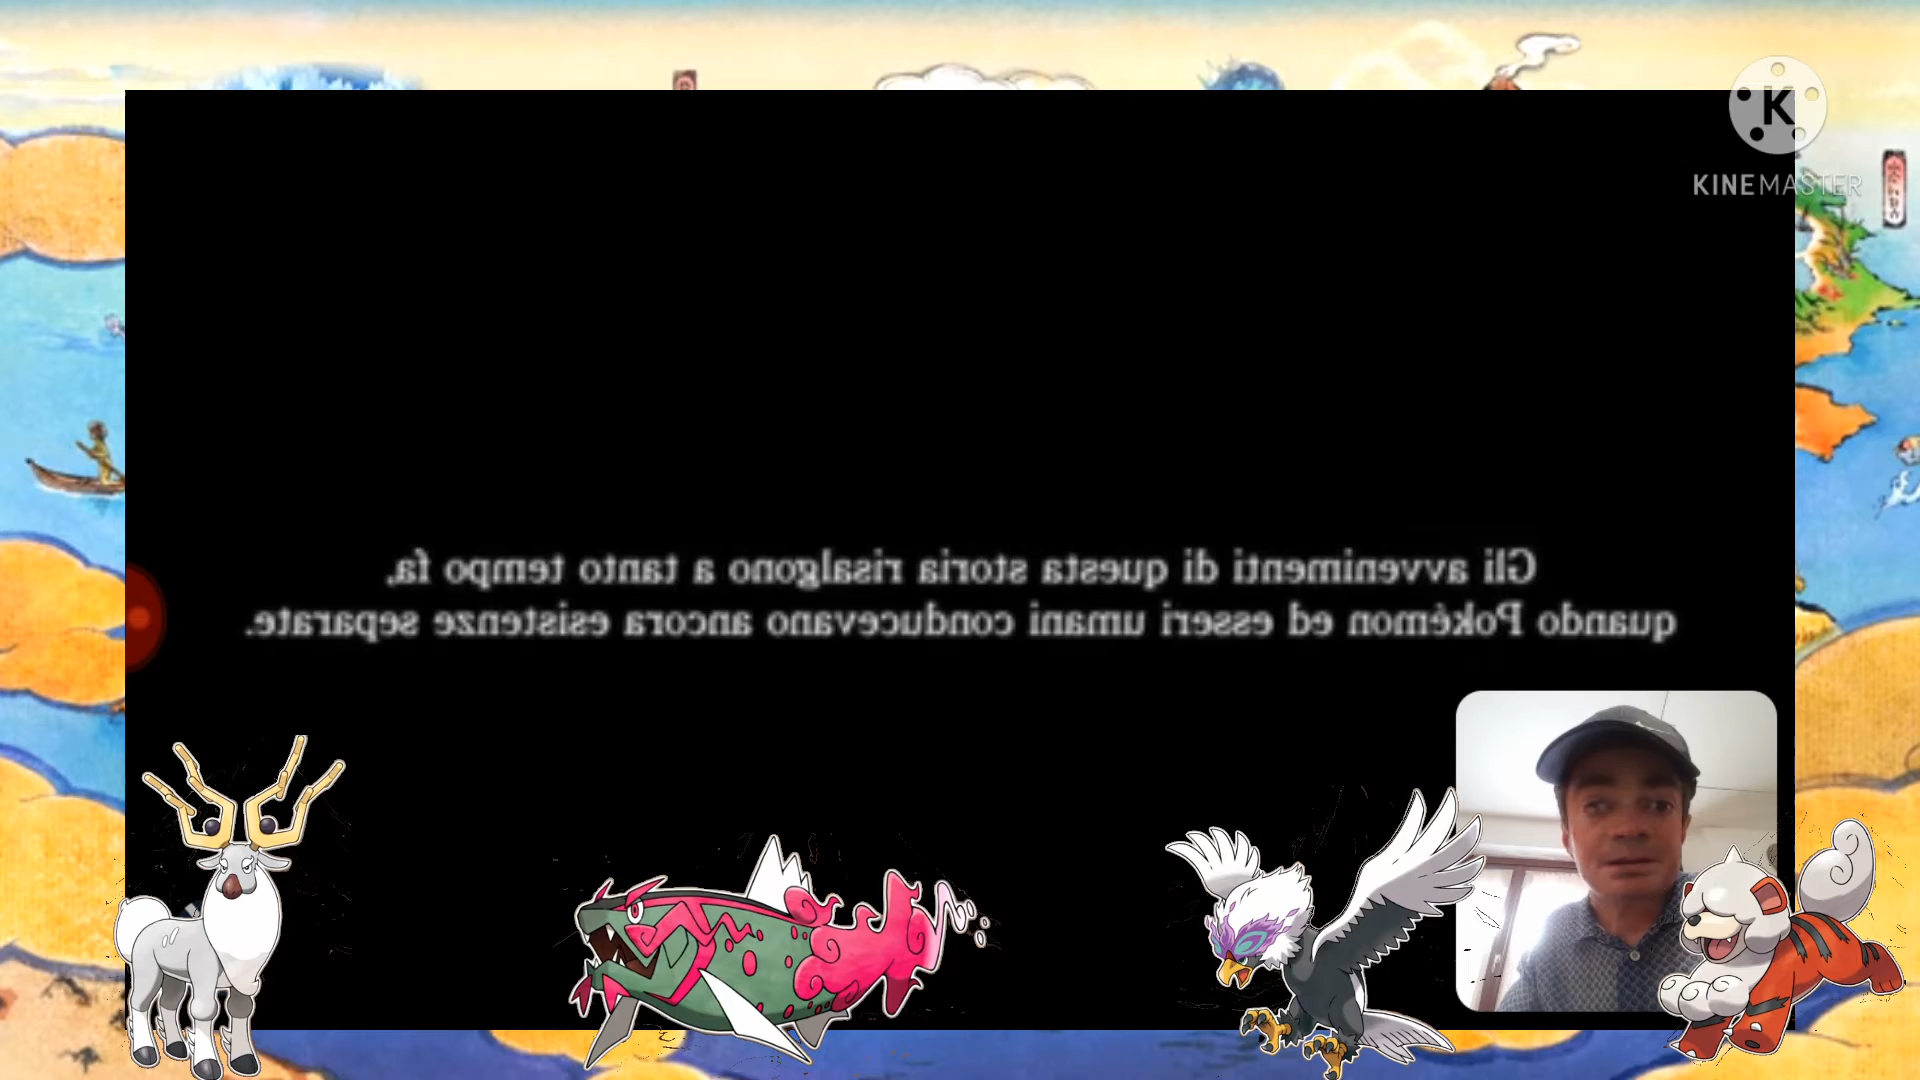 Gli avvenimenti di questa storia risalgono a tanto tempo fa,
quando Pokémon ed esseri umani conducevano ancora esistenze separate.
K
KINEMASTER